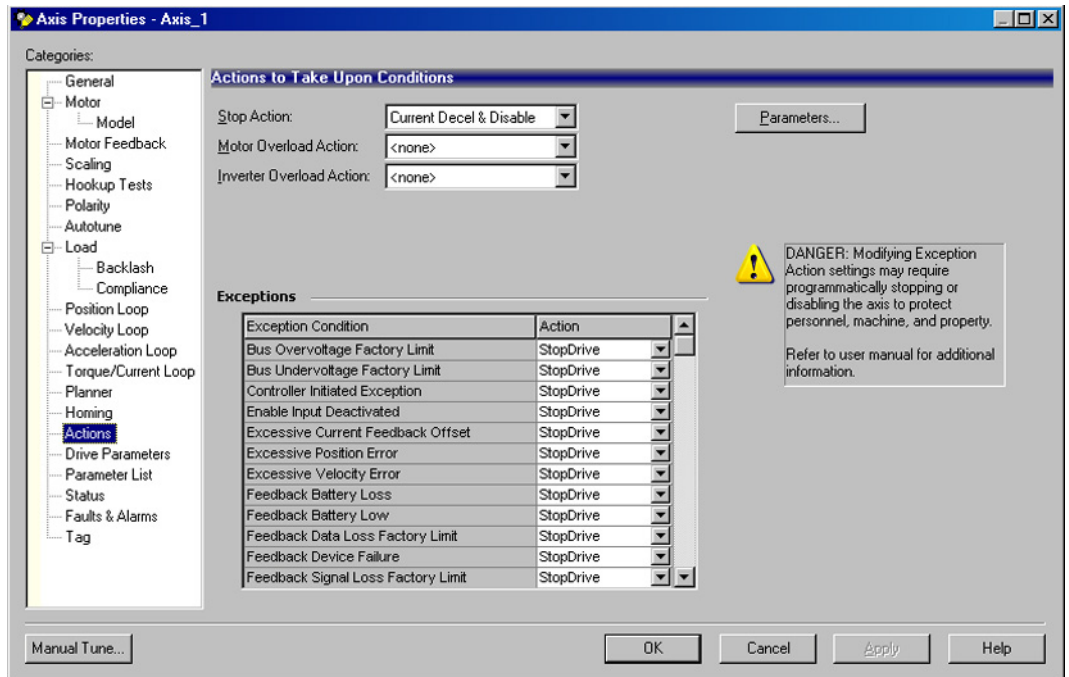 Axis Properties - Axis_1
Categories:
General
Motor
Model
Motor Feedback
Scaling
Hookup Tests
Polarity
Autotune
Load
Backlash
Compliance
Position Loop
Velocity Loop
Acceleration Loop
Torque/Current Loop
Planner
Homing
Actions
Drive Parameters
Parameter List
Status
Faults & Alarms
Tag
Actions to Take Upon Conditions
Stop Action: Current Decel & Disable
Parameters...
Motor Overload Action: <none>
Inverter Overload Action: <none>
DANGER: Modifying Exception
Action settings may require
programmatically stopping or
disabling the axis to protect
personnel, machine, and property.
Refer to user manual for additional
information.
Exceptions
Exception Condition Action
Bus Overvoltage Factory Limit StopDrive
Bus Undervoltage Factory Limit StopDrive
Controller Initiated Exception StopDrive
Enable Input Deactivated StopDrive
Excessive Current Feedback Offset StopDrive
Excessive Position Error StopDrive
Excessive Velocity Error StopDrive
Feedback Battery Loss StopDrive
Feedback Battery Low StopDrive
Feedback Data Loss Factory Limit StopDrive
Feedback Device Failure StopDrive
Feedback Signal Loss Factory Limit StopDrive
Manual Tune...
OK
Cancel
Apply
Help